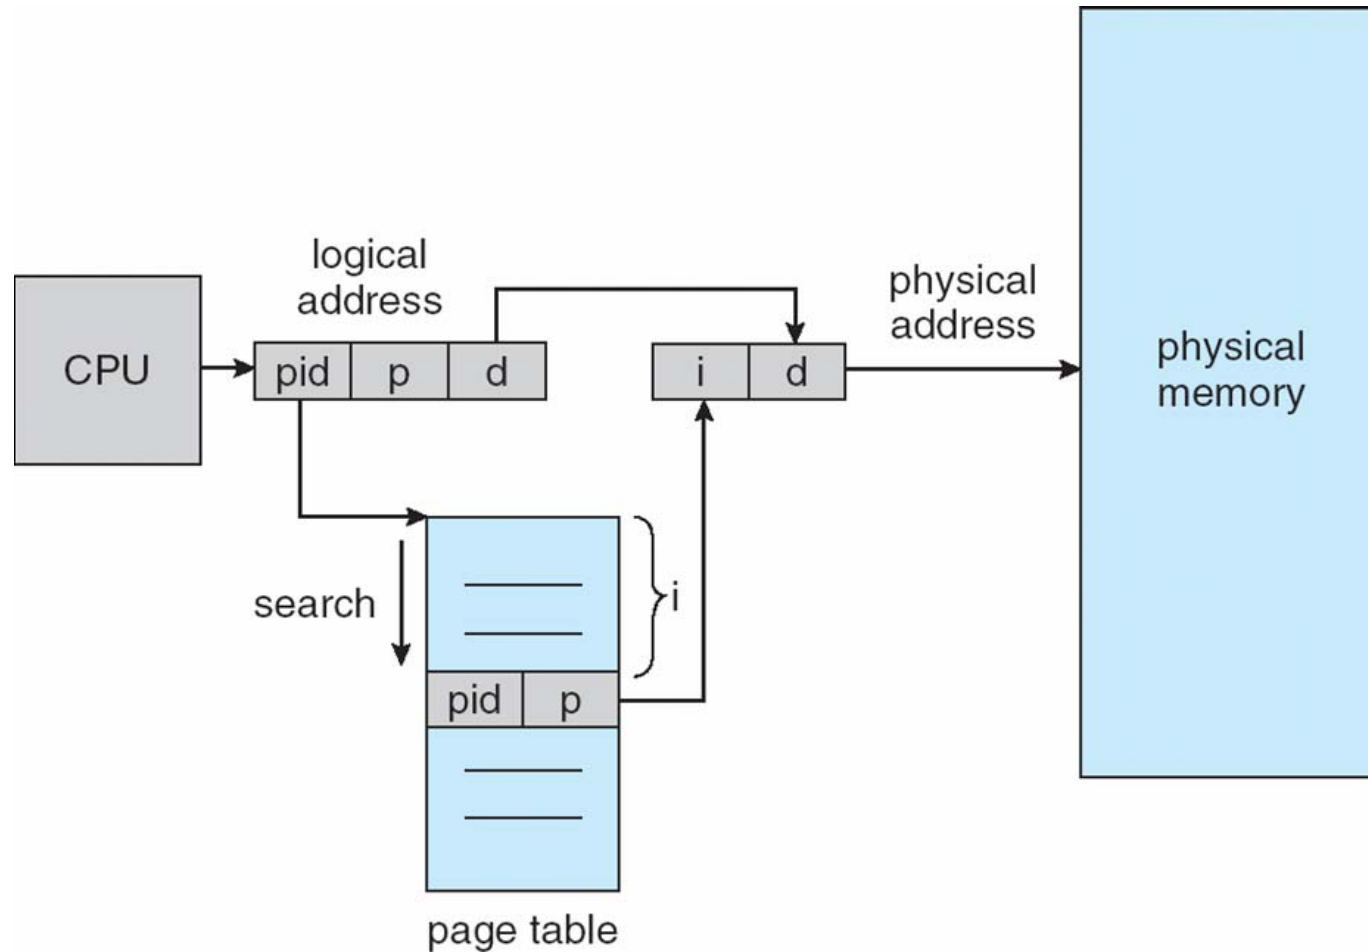 logical
address
physical
address
CPU
pid p d
i d
physical
memory
search
i
pid p
page table